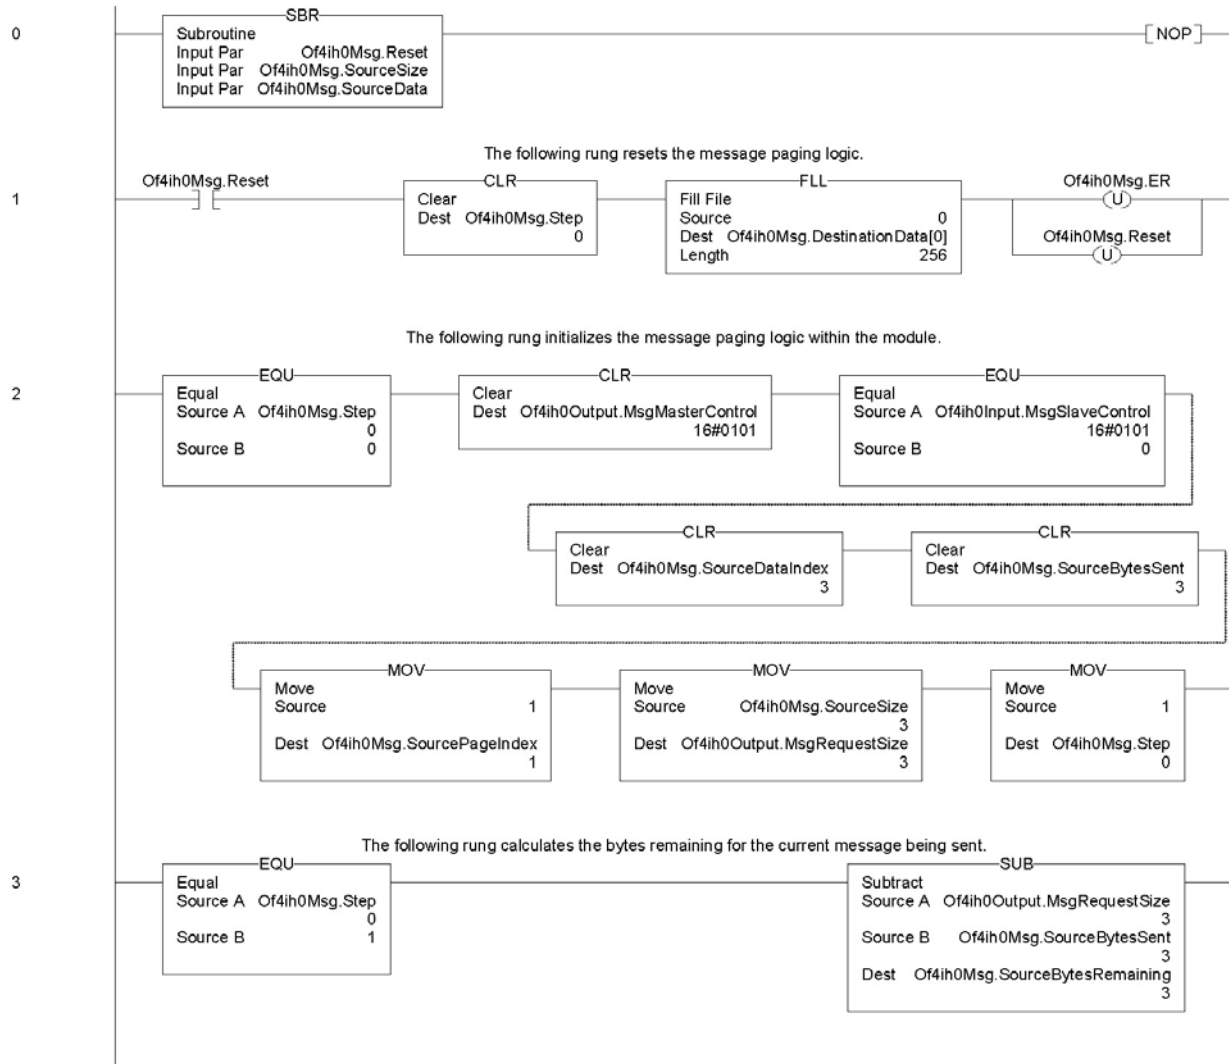 SBR
0
Subroutine
[NOP]
Input Par Of4ih0Msg.Reset
Input Par Of4ih0Msg.SourceSize
Input Par Of4ih0Msg.SourceData
The following rung resets the message paging logic.
Of4ih0Msg.Reset
CLR
FLL
Of4ih0Msg.ER
1
Clear
Dest Of4ih0Msg.Step
0
Fill File
Source 0
Dest Of4ih0Msg.DestinationData[0]
Length 256
U
Of4ih0Msg.Reset
U
The following rung initializes the message paging logic within the module.
2
EQU
Equal
Source A Of4ih0Msg.Step
0
Source B 0
CLR
Clear
Dest Of4ih0Output.MsgMasterControl
16#0101
EQU
Equal
Source A Of4ih0Input.MsgSlaveControl
16#0101
Source B 0
CLR
Clear
Dest Of4ih0Msg.SourceDataIndex
3
CLR
Clear
Dest Of4ih0Msg.SourceBytesSent
3
MOV
Move
Source 1
Dest Of4ih0Msg.SourcePageIndex
1
MOV
Move
Source Of4ih0Msg.SourceSize
3
Dest Of4ih0Output.MsgRequestSize
3
MOV
Move
Source 1
Dest Of4ih0Msg.Step
0
The following rung calculates the bytes remaining for the current message being sent.
3
EQU
Equal
Source A Of4ih0Msg.Step
0
Source B 1
SUB
Subtract
Source A Of4ih0Output.MsgRequestSize
3
Source B Of4ih0Msg.SourceBytesSent
3
Dest Of4ih0Msg.SourceBytesRemaining
3